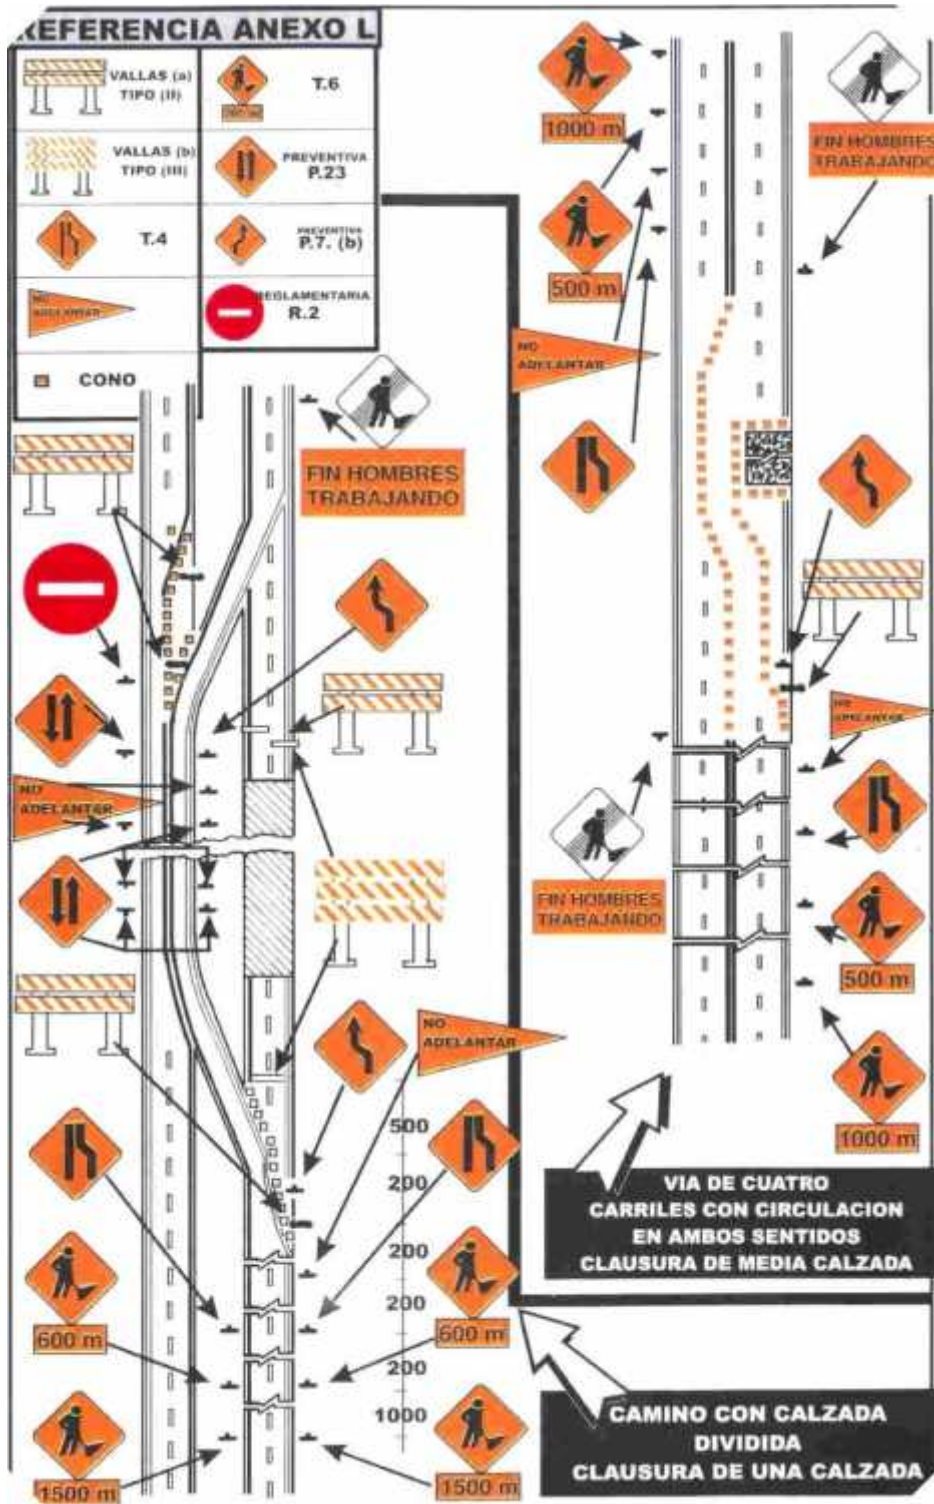 REFERENCIA ANEXO L
VALLAS (a)
TIPO (II)
T.6
VALLAS (b)
TIPO (III)
PREVENTIVA
P.23
T.4
PREVENTIVA
P.7. (b)
NO
ADELANTAR
REGLAMENTARIA
R.2
CONO
FIN HOMBRES
TRABAJANDO
NO
ADELANTAR
NO
ADELANTAR
500
200
200
200
200
1000
600 m
600 m
1500 m
1500 m
1000 m
500 m
NO
ADELANTAR
FIN HOMBRES
TRABAJANDO
NO
ADELANTAR
FIN HOMBRES
TRABAJANDO
500 m
1000 m
VIA DE CUATRO
CARRILES CON CIRCULACION
EN AMBOS SENTIDOS
CLAUSURA DE MEDIA CALZADA
CAMINO CON CALZADA
DIVIDIDA
CLAUSURA DE UNA CALZADA